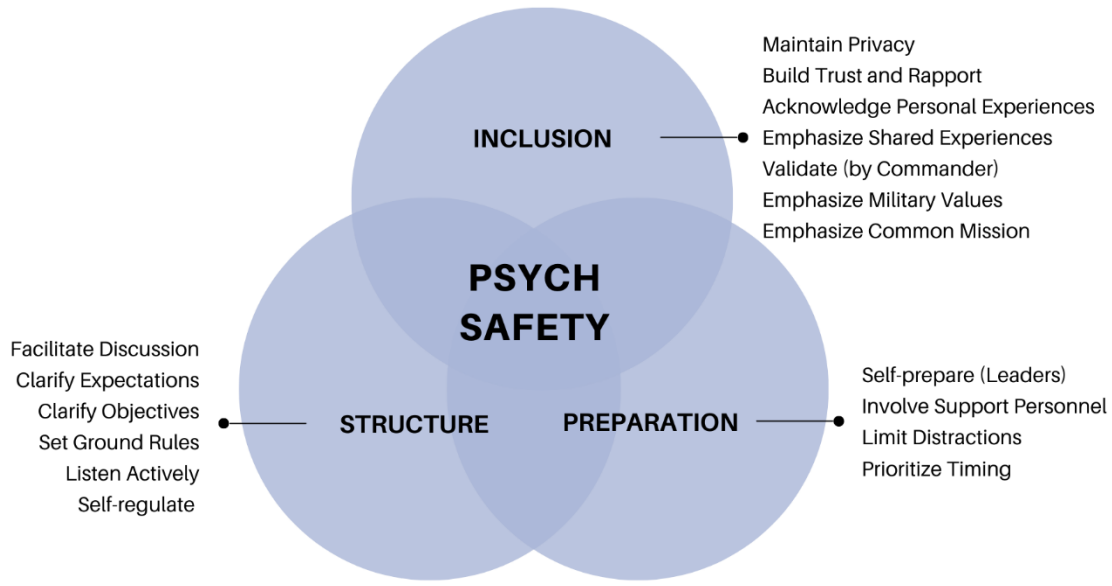 INCLUSION
Maintain Privacy
Build Trust and Rapport
Acknowledge Personal Experiences
Emphasize Shared Experiences
Validate (by Commander)
Emphasize Military Values
Emphasize Common Mission
PSYCH
SAFETY
Facilitate Discussion
Clarify Expectations
Clarify Objectives
Set Ground Rules
Listen Actively
Self-regulate
STRUCTURE
PREPARATION
Self-prepare (Leaders)
Involve Support Personnel
Limit Distractions
Prioritize Timing